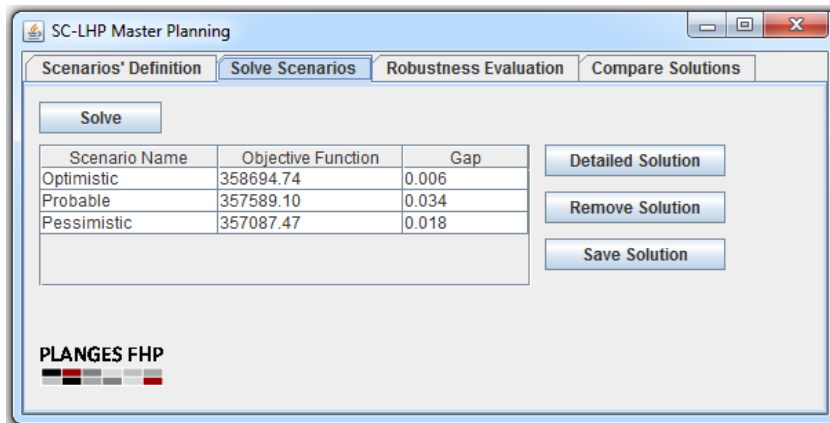 SC-LHP Master Planning
Scenarios' Definition Solve Scenarios Robustness Evaluation Compare Solutions
Solve
Scenario Name Objective Function Gap
Optimistic 358694.74 0.006
Probable 357589.10 0.034
Pessimistic 357087.47 0.018
Detailed Solution
Remove Solution
Save Solution
PLANGES FHP